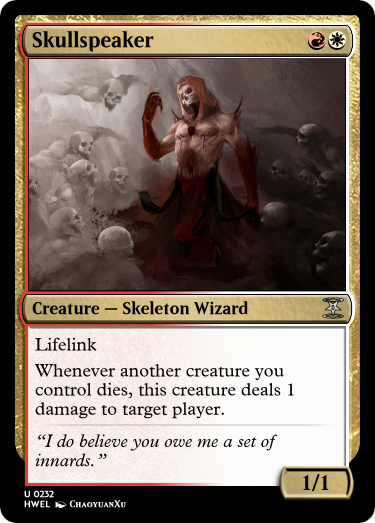 Skullspeaker
Creature — Skeleton Wizard
Lifelink
Whenever another creature you
control dies, this creature deals 1
damage to target player.
“I do believe you owe me a set of
innards.”
1/1
U 0232
HWEL ChaoyuanXu